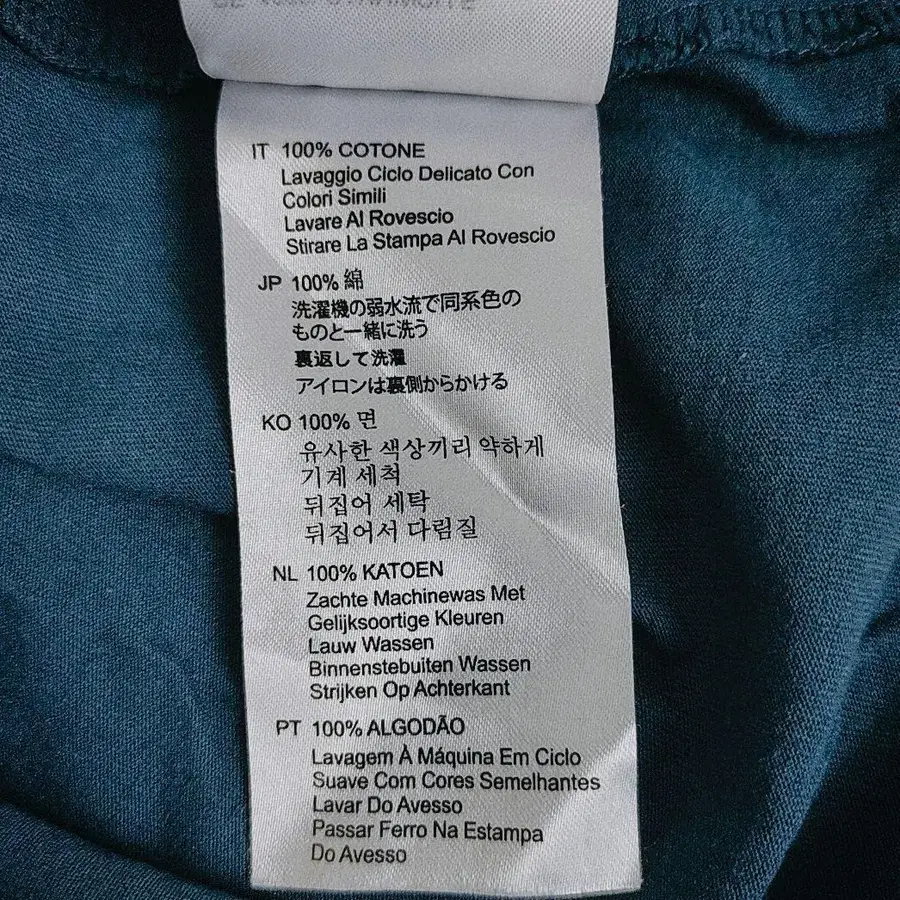 IT 100% COTONE
Lavaggio Ciclo Delicato Con
Colori Simili
Lavare Al Rovescio
Stirare La Stampa Al Rovescio
JP 100% 綿
洗濯機の弱水流で同系色の
ものと一緒に洗う
裏返して洗濯
アイロンは裏側からかける
KO 100% 면
유사한 색상끼리 약하게
기계 세척
뒤집어 세탁
뒤집어서 다림질
NL 100% KATOEN
Zachte Machinewas Met
Gelijksoortige Kleuren
Lauw Wassen
Binnenstebuiten Wassen
Strijken Op Achterkant
PT 100% ALGODÃO
Lavagem À Máquina Em Ciclo
Suave Com Cores Semelhantes
Lavar Do Avesso
Passar Ferro Na Estampa
Do Avesso